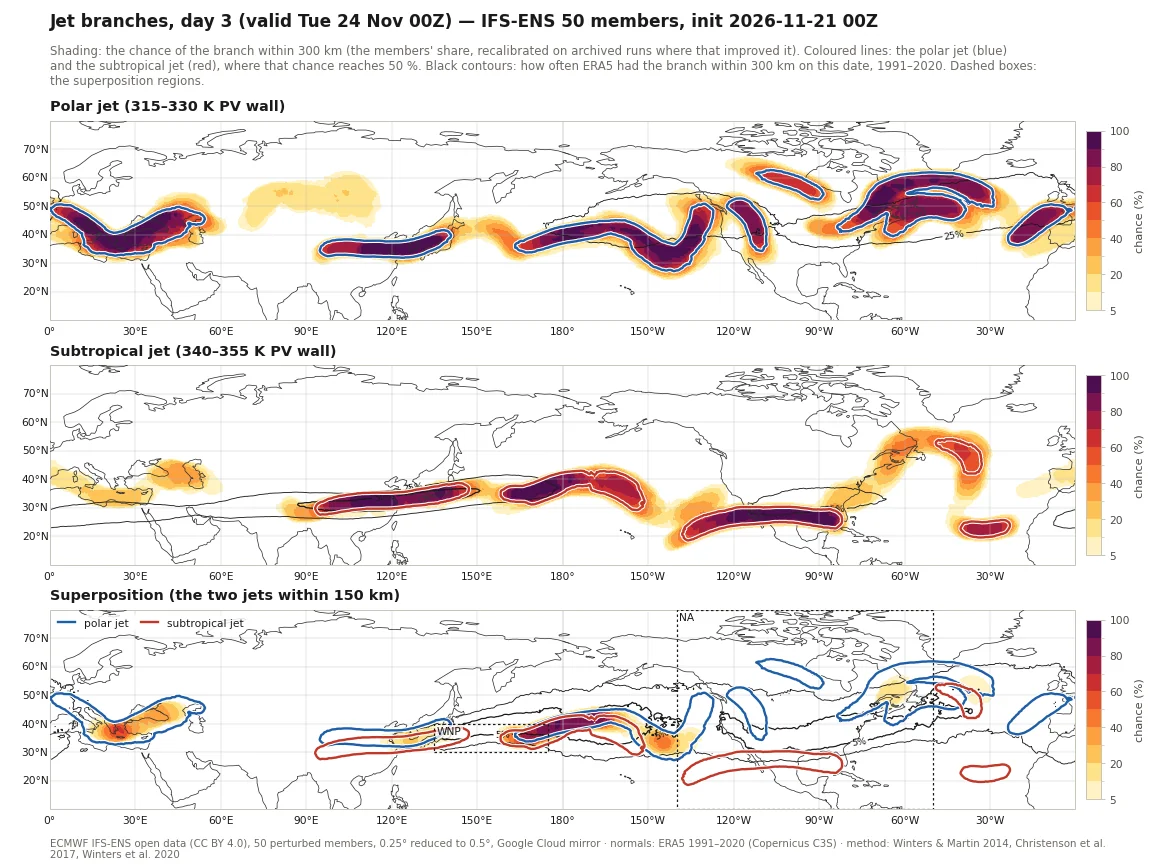 Jet branches, day 3 (valid Tue 24 Nov 00Z) — IFS-ENS 50 members, init 2026-11-21 00Z
Shading: the chance of the branch within 300 km (the members' share, recalibrated on archived runs where that improved it). Coloured lines: the polar jet (blue)
and the subtropical jet (red), where that chance reaches 50 %. Black contours: how often ERA5 had the branch within 300 km on this date, 1991–2020. Dashed boxes:
the superposition regions.
Polar jet (315–330 K PV wall)
70°N
60°N
50°N
40°N
30°N
20°N
25%
0°
30°E
60°E
90°E
120°E
150°E
180°
150°W
120°W
90°W
60°W
30°W
100
80
60
40
20
5
chance (%)
Subtropical jet (340–355 K PV wall)
70°N
60°N
50°N
40°N
30°N
20°N
0°
30°E
60°E
90°E
120°E
150°E
180°
150°W
120°W
90°W
60°W
30°W
100
80
60
40
20
5
chance (%)
Superposition (the two jets within 150 km)
polar jet
subtropical jet
NA
WNP
5%
70°N
60°N
50°N
40°N
30°N
20°N
0°
30°E
60°E
90°E
120°E
150°E
180°
150°W
120°W
90°W
60°W
30°W
100
80
60
40
20
5
chance (%)
ECMWF IFS-ENS open data (CC BY 4.0), 50 perturbed members, 0.25° reduced to 0.5°, Google Cloud mirror · normals: ERA5 1991–2020 (Copernicus C3S) · method: Winters & Martin 2014, Christenson et al.
2017, Winters et al. 2020